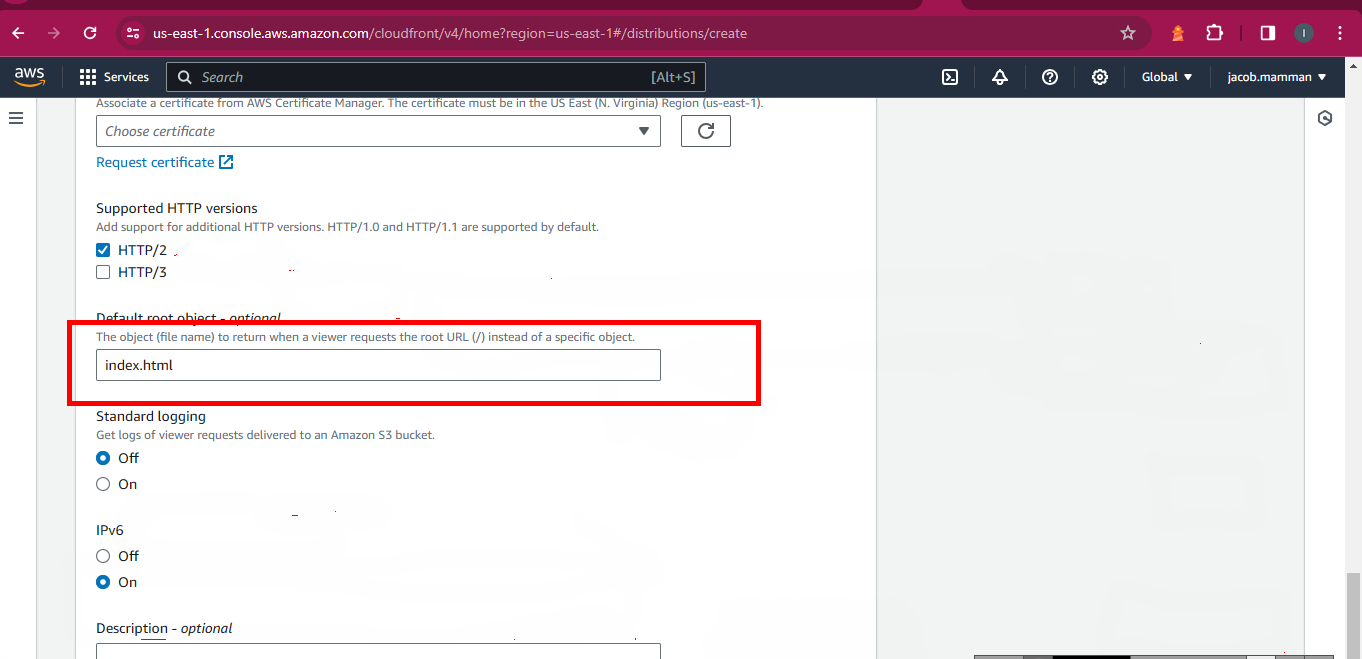 us-east-1.console.aws.amazon.com/cloudfront/v4/home?region=us-east-1#/distributions/create
I
aws
Services
Search
[Alt+S]
Global
jacob.mamman
Associate a certificate from AWS Certificate Manager. The certificate must be in the US East (N. Virginia) Region (us-east-1).
Choose certificate
Request certificate
Supported HTTP versions
Add support for additional HTTP versions. HTTP/1.0 and HTTP/1.1 are supported by default.
HTTP/2
HTTP/3
Default root object - optional
The object (file name) to return when a viewer requests the root URL (/) instead of a specific object.
index.html
Standard logging
Get logs of viewer requests delivered to an Amazon S3 bucket.
Off
On
IPv6
Off
On
Description - optional